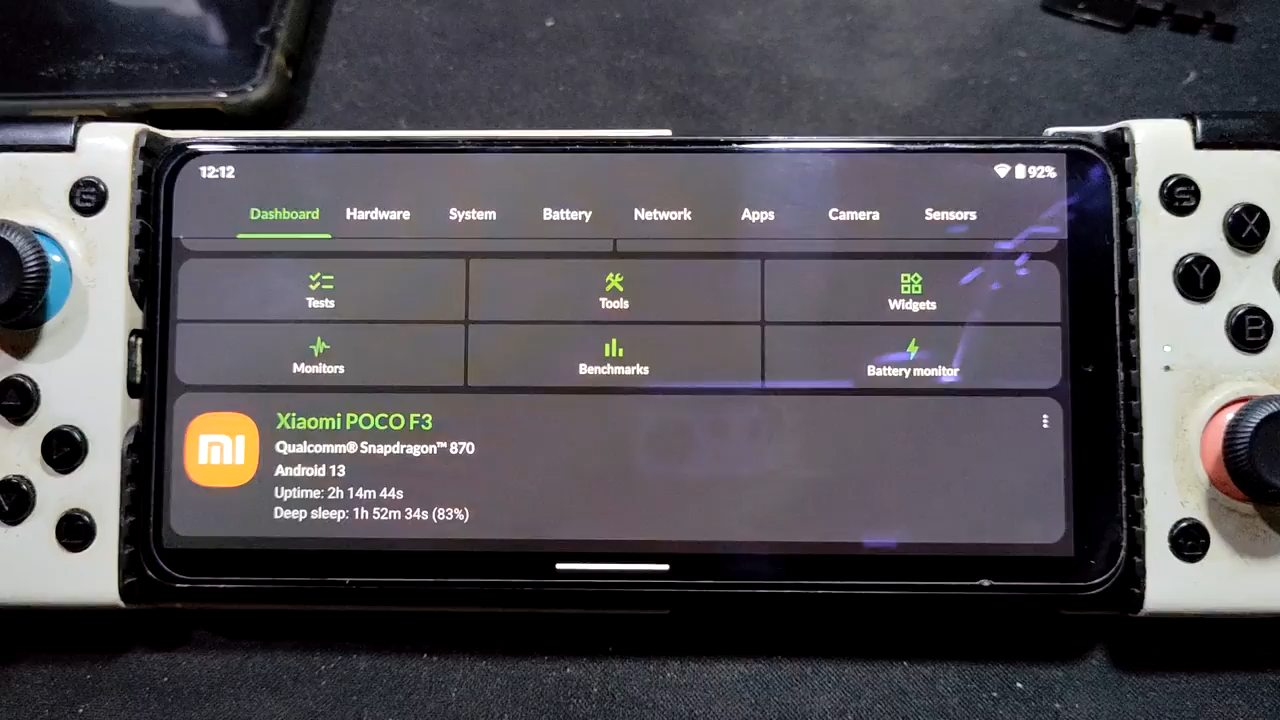 12:12 92%
Dashboard Hardware System Battery Network Apps Camera Sensors
Tests Tools Widgets
Monitors Benchmarks Battery monitor
Xiaomi POCO F3
Qualcomm® Snapdragon™ 870
Android 13
Uptime: 2h 14m 44s
Deep sleep: 1h 52m 34s (83%)
mi
G
S
X
Y
B